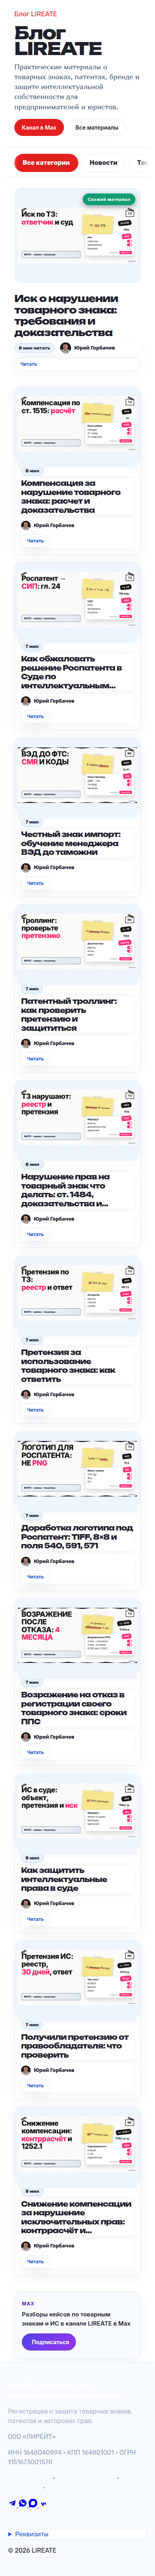 Блог LIREATE
Блог
LIREATE
Практические материалы о
товарных знаках, патентах, бренде и
защите интеллектуальной
собственности для
предпринимателей и юристов.
Канал в Max
Все материалы
Все категории
Новости
Свежий материал
Иск по ТЗ:
ответчик и суд
Иск о нарушении
товарного знака:
требования и
доказательства
8 мин читать
Юрий Горбачев
Читать
Компенсация по
ст. 1515: расчёт
8 мин
Компенсация за
нарушение товарного
знака: расчет и
доказательства
Юрий Горбачев
Читать
Роспатент →
СИП: гл. 24
7 мин
Как обжаловать
решение Роспатента в
Суде по
интеллектуальным...
Юрий Горбачев
Читать
ВЭД ДО ФТС:
CMR И КОДЫ
7 мин
Честный знак импорт:
обучение менеджера
ВЭД до таможни
Юрий Горбачев
Читать
Троллинг:
проверьте
претензию
7 мин
Патентный троллинг:
как проверить
претензию и
защититься
Юрий Горбачев
Читать
ТЗ нарушают:
реестр и
претензия
8 мин
Нарушение прав на
товарный знак что
делать: ст. 1484,
доказательства и...
Юрий Горбачев
Читать
Претензия по
ТЗ:
реестр и ответ
7 мин
Претензия за
использование
товарного знака: как
ответить
Юрий Горбачев
Читать
ЛОГОТИП ДЛЯ
РОСПАТЕНТА:
НЕ PNG
7 мин
Доработка логотипа под
Роспатент: TIFF, 8×8 и
поля 540, 591, 571
Юрий Горбачев
Читать
ВОЗРАЖЕНИЕ
ПОСЛЕ
ОТКАЗА: 4
МЕСЯЦА
7 мин
Возражение на отказ в
регистрации своего
товарного знака: сроки
ППС
Юрий Горбачев
Читать
ИС в суде:
объект,
претензия и иск
8 мин
Как защитить
интеллектуальные
права в суде
Юрий Горбачев
Читать
Претензия ИС:
реестр,
30 дней, ответ
7 мин
Получили претензию от
правообладателя: что
проверить
Юрий Горбачев
Читать
Снижение
компенсации:
контррасчёт и
1252.1
8 мин
Снижение компенсации
за нарушение
исключительных прав:
контррасчёт и...
Юрий Горбачев
Читать
MAX
Разборы кейсов по товарным
знакам и ИС в канале LIREATE в Max
Подписаться
Регистрация и защита товарных знаков,
патентов и авторских прав.
ООО «ЛИРЕЙТ»
ИНН 1648040894 • КПП 164801001 • ОГРН
1151673001578
Реквизиты
© 2026 LIREATE